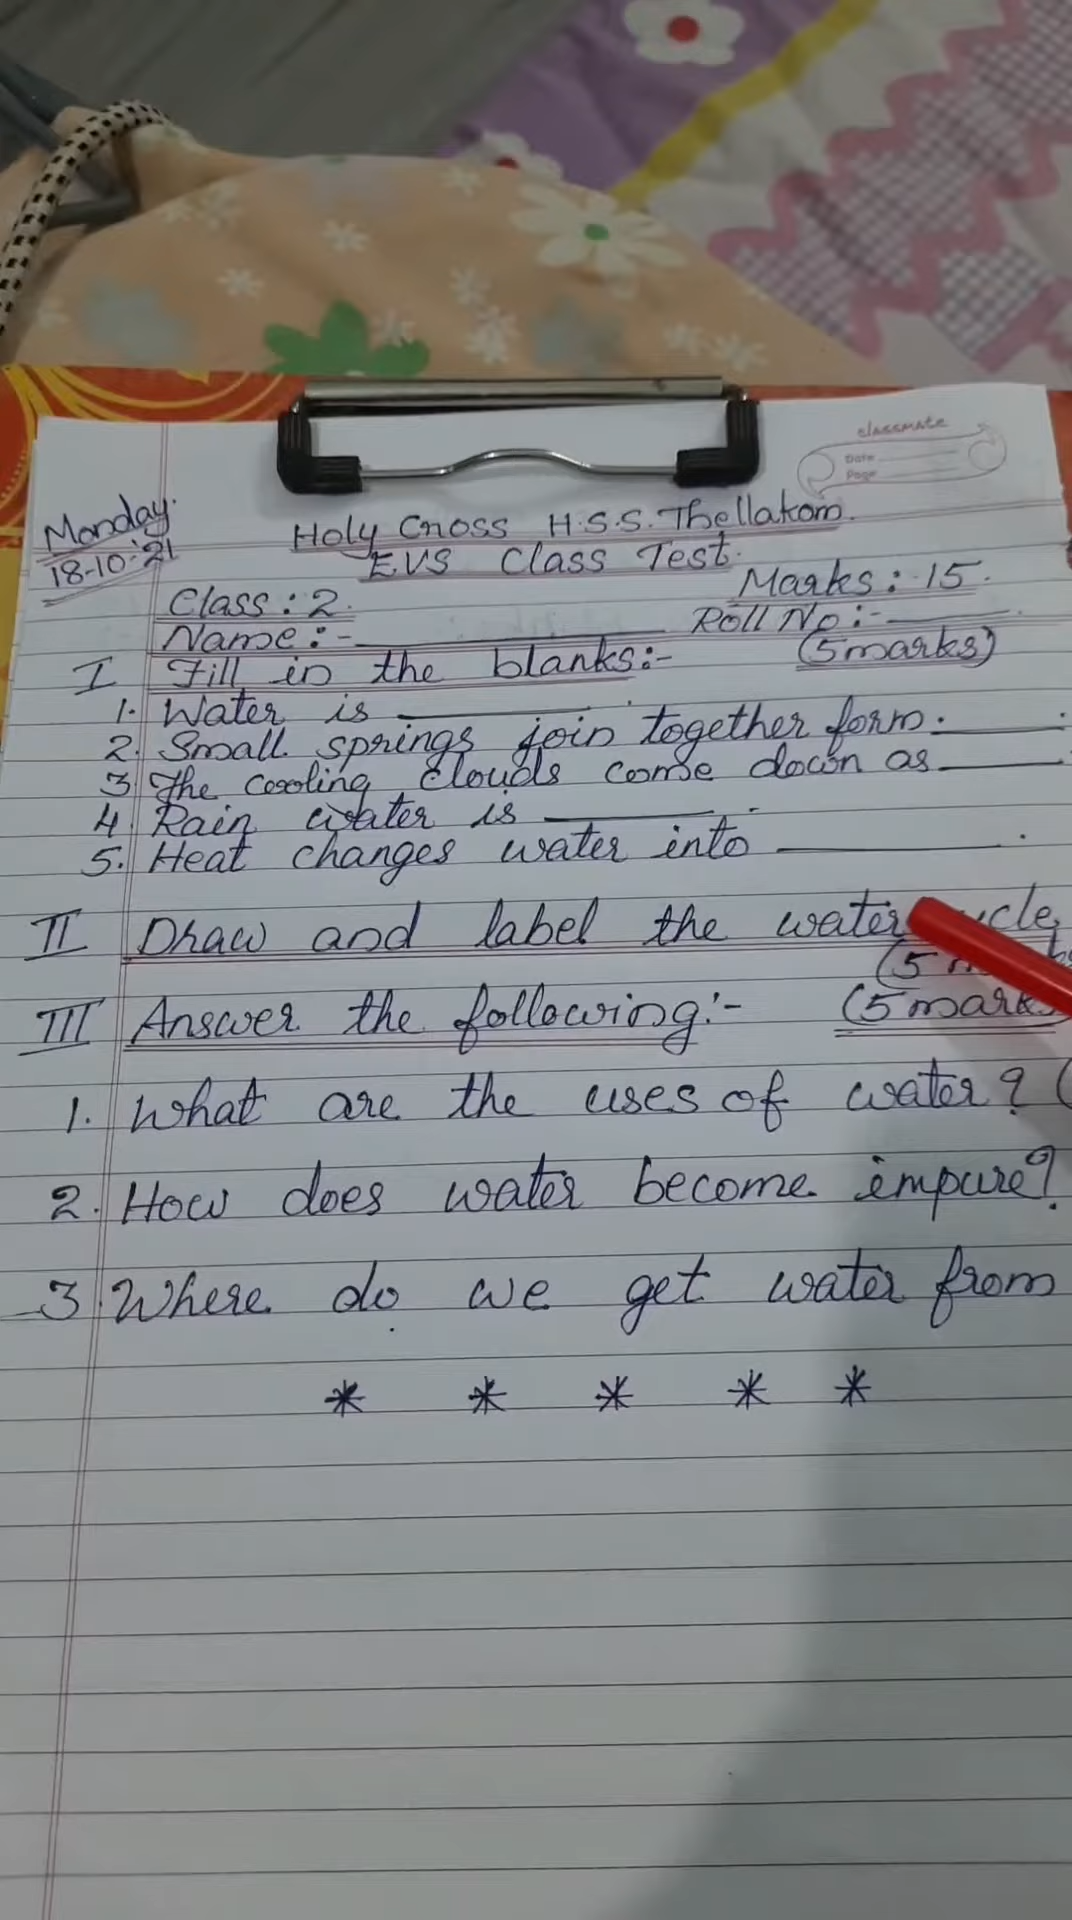 classmate
Date
Page
Monday.
18-10-'21
Holy Cross H.S.S. Thellakom.
EVS Class Test.
Class : 2.
Marks : 15.
Name :- Roll No :-
I Fill in the blanks :- (5 marks)
1. Water is .
2. Small springs join together form .
3. The cooling clouds come down as .
4. Rain water is .
5. Heat changes water into .
II Draw and label the water
(5
III Answer the following :- (5 mark
1. What are the uses of water? (
2. How does water become impure?
3. Where do we get water from
* * * * *